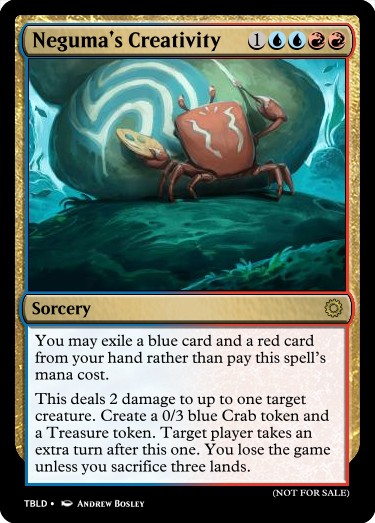 Neguma's Creativity 1
Sorcery
You may exile a blue card and a red card
from your hand rather than pay this spell's
mana cost.
This deals 2 damage to up to one target
creature. Create a 0/3 blue Crab token and
a Treasure token. Target player takes an
extra turn after this one. You lose the game
unless you sacrifice three lands.
(NOT FOR SALE)
TBLD • Andrew Bosley